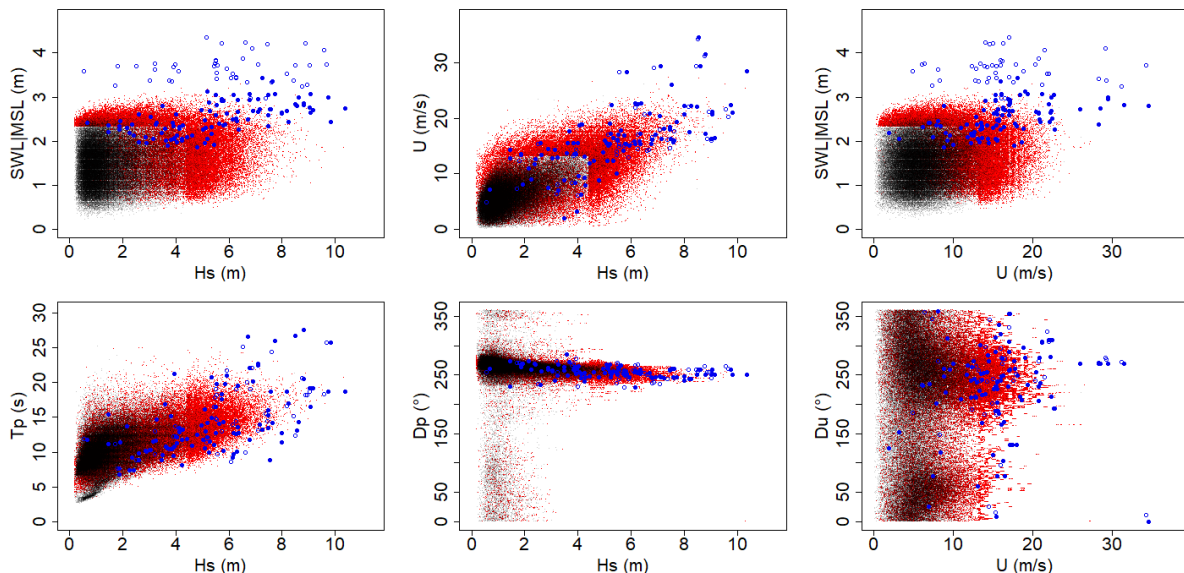 SWL|MSL (m)
0 1 2 3 4
0 2 4 6 8 10
Hs (m)
U (m/s)
0 10 20 30
0 2 4 6 8 10
Hs (m)
SWL|MSL (m)
0 1 2 3 4
0 10 20 30
U (m/s)
Tp (s)
0 5 10 15 20 25 30
0 2 4 6 8 10
Hs (m)
Dp (°)
0 50 150 250 350
0 2 4 6 8 10
Hs (m)
Du (°)
0 50 150 250 350
0 10 20 30
U (m/s)